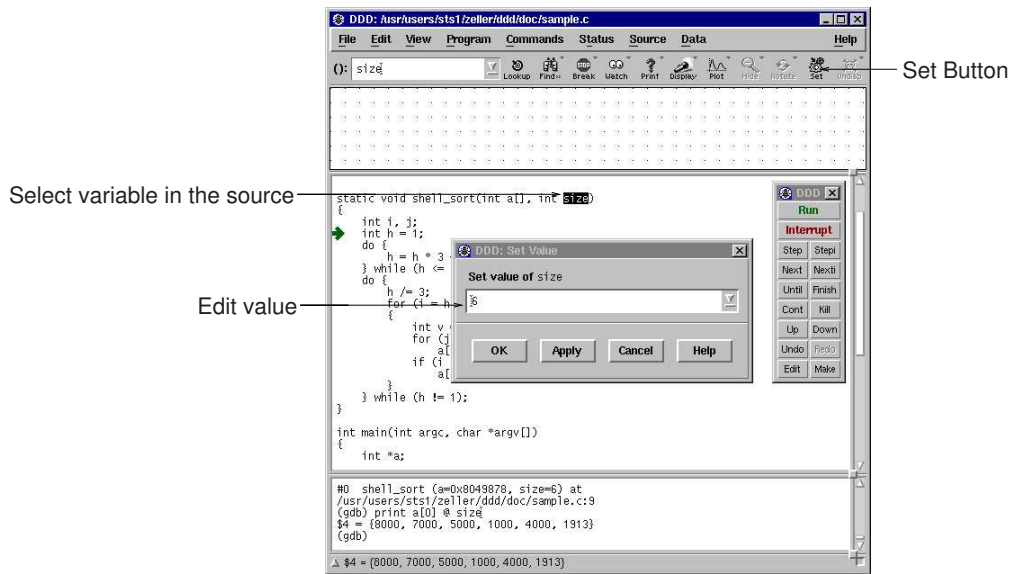 DDD: /usr/users/sts1/zeller/ddd/doc/sample.c
File Edit View Program Commands Status Source Data Help
(): size
Lookup Find>> Break Watch Print Display Plot Hide Rotate Set Undisp
Set Button
Select variable in the source
static void shell_sort(int a[], int size)
{
int i, j;
int h = 1;
do {
h = h * 3
} while (h <=
do {
h /= 3;
for (i = h
{
int v
for (j
a[
if (i
a[
}
} while (h != 1);
}
int main(int argc, char *argv[])
{
int *a;
Edit value
DDD: Set Value
Set value of size
6
OK Apply Cancel Help
DDD
Run
Interrupt
Step Stepi
Next Nexti
Until Finish
Cont Kill
Up Down
Undo Redo
Edit Make
#0 shell_sort (a=0x8049878, size=6) at
/usr/users/sts1/zeller/ddd/doc/sample.c:9
(gdb) print a[0] @ size
$4 = {8000, 7000, 5000, 1000, 4000, 1913}
(gdb)
$4 = {8000, 7000, 5000, 1000, 4000, 1913}